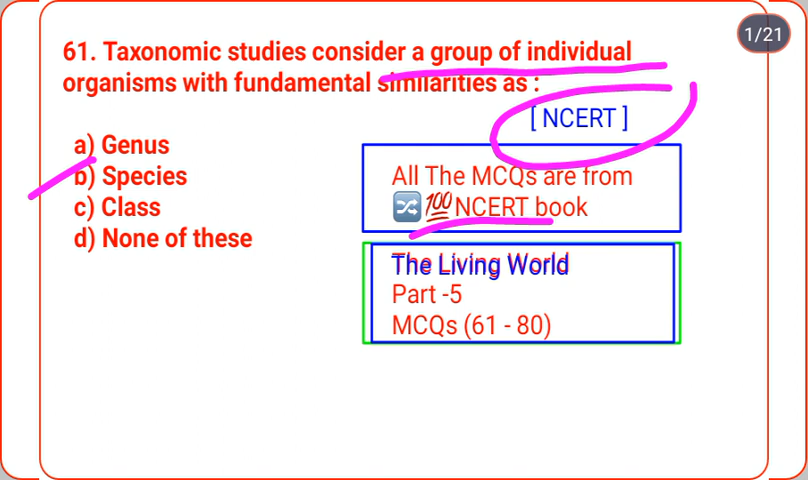 1/21
61. Taxonomic studies consider a group of individual
organisms with fundamental similarities as :
[ NCERT ]
a) Genus
b) Species
c) Class
d) None of these
All The MCQs are from
🔀💯NCERT book
The Living World
Part -5
MCQs (61 - 80)